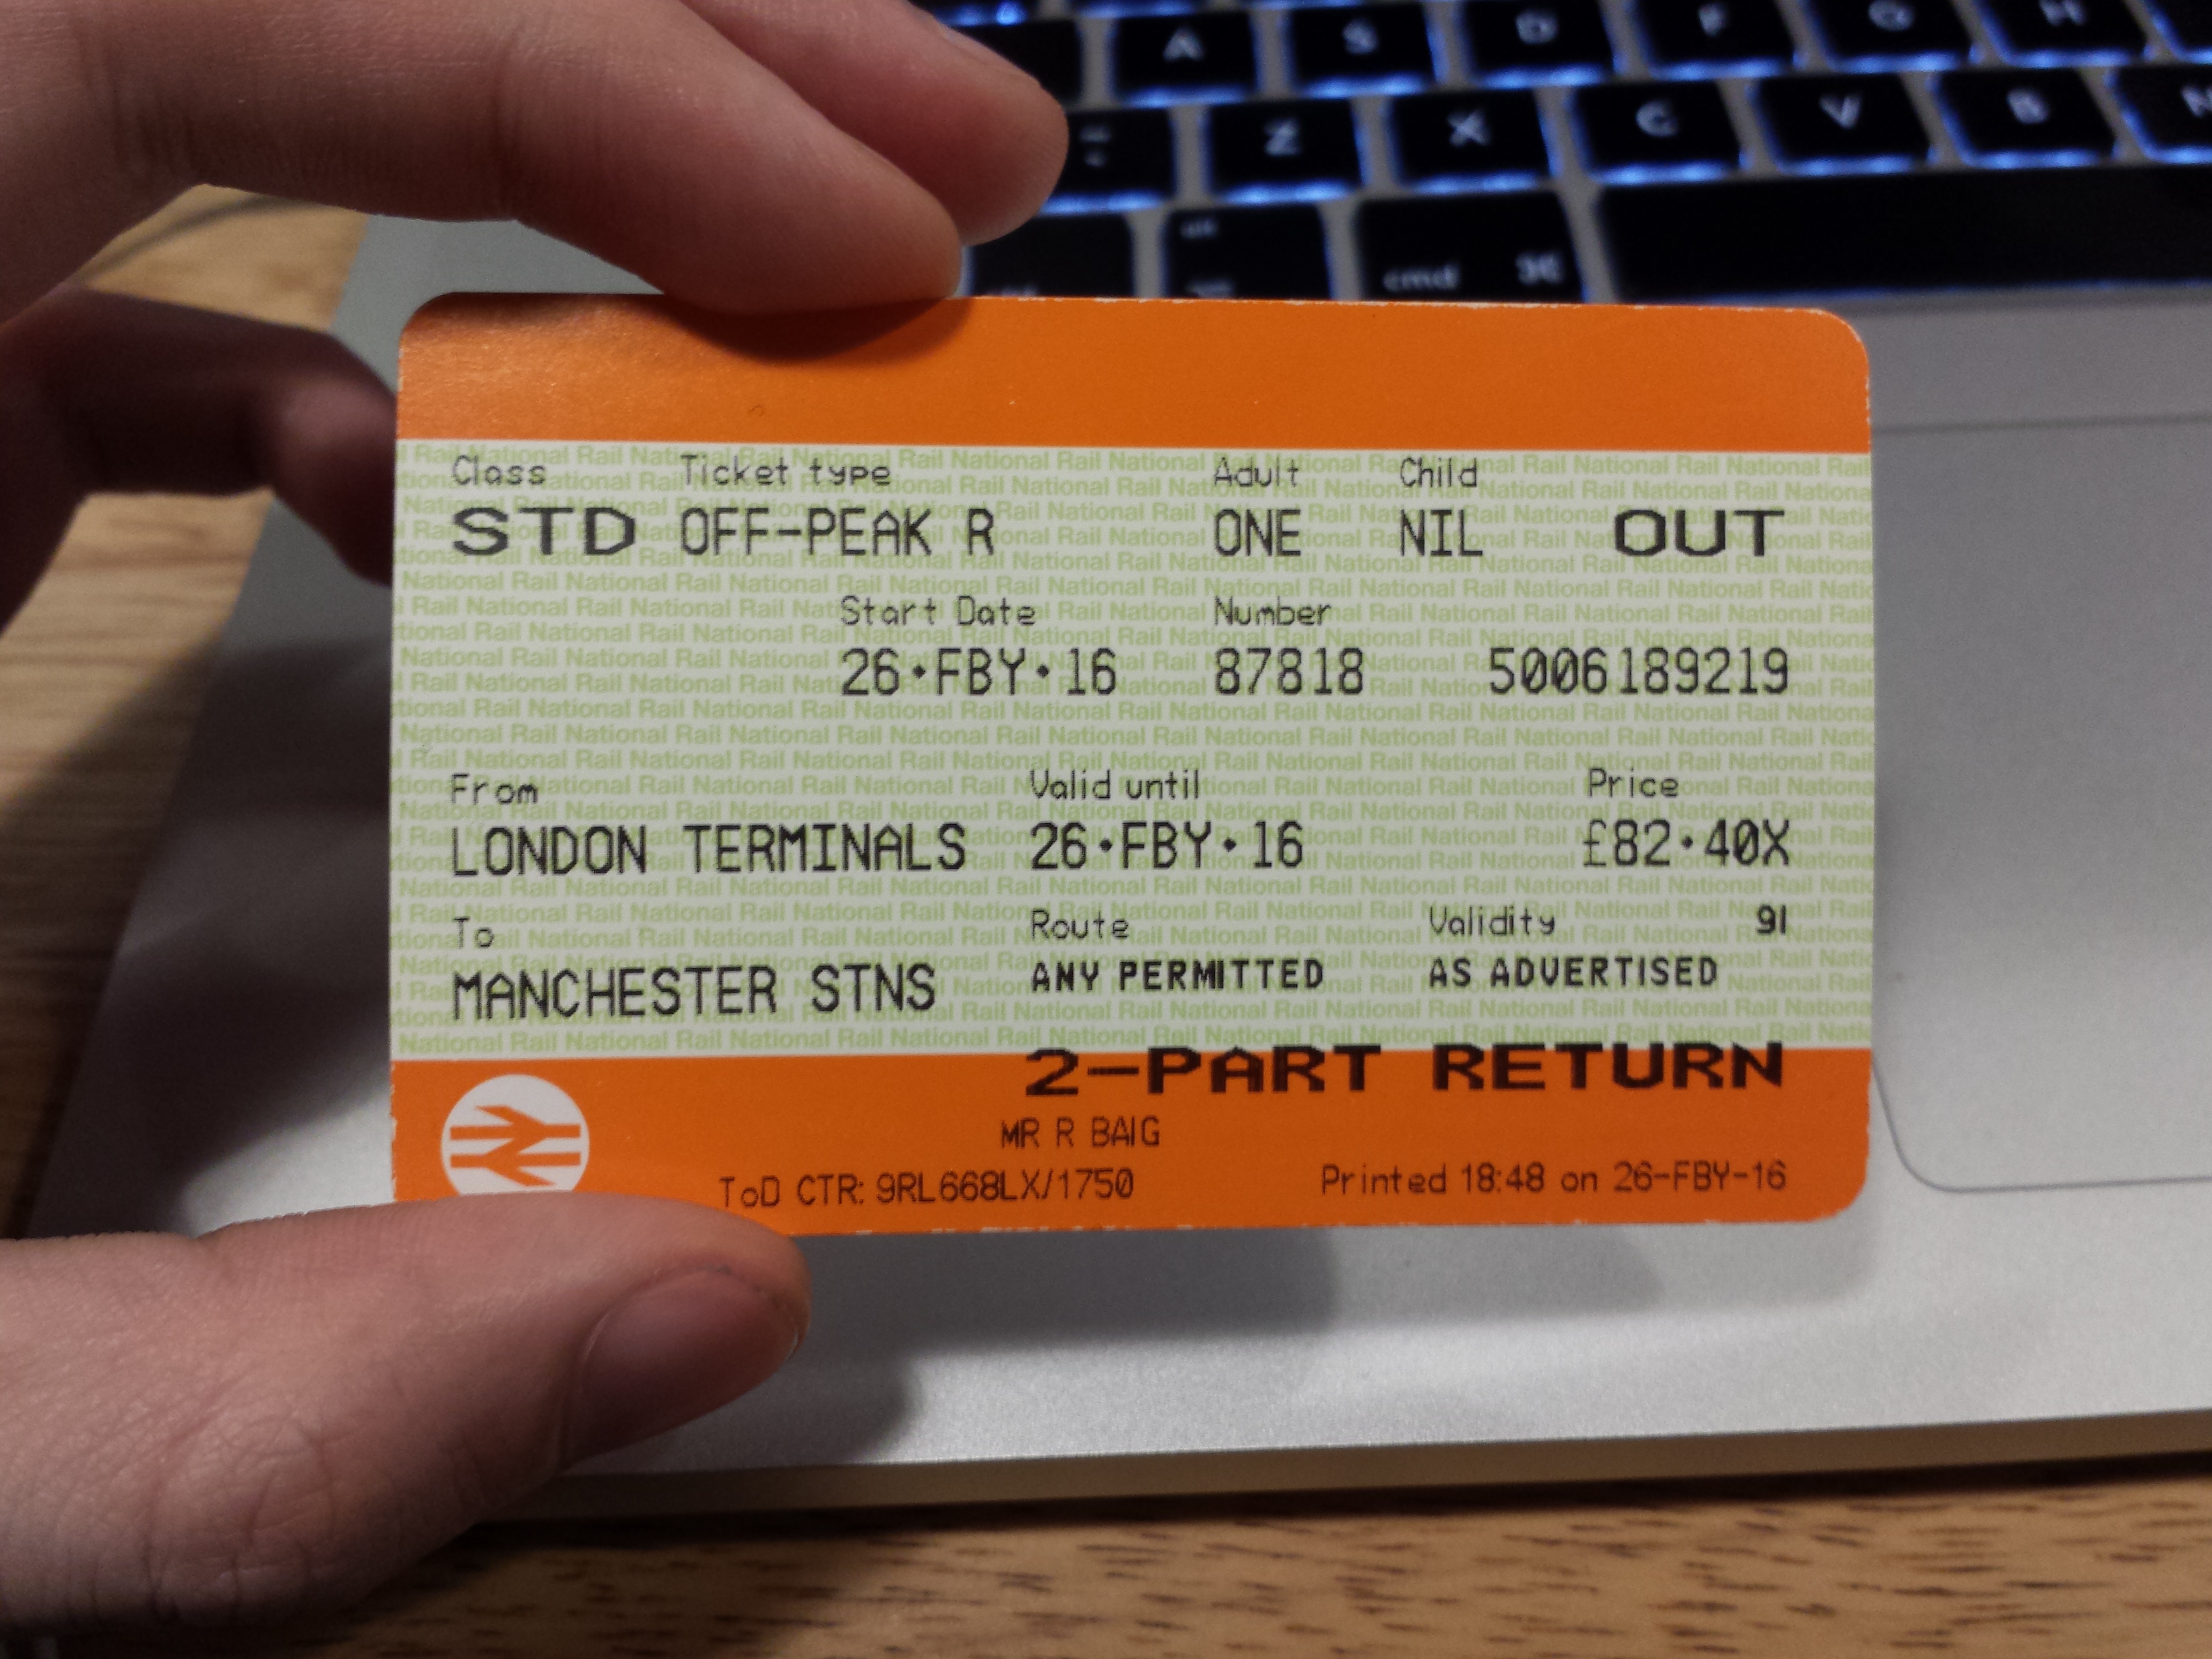 A S D F G H
Z X C V B N
alt
cmd ⌘
Class Ticket type Adult Child
STD OFF-PEAK R ONE NIL OUT
Start Date Number
26·FBY·16 87818 5006189219
From Valid until Price
LONDON TERMINALS 26·FBY·16 £82·40X
To Route Validity 91
MANCHESTER STNS ANY PERMITTED AS ADVERTISED
2-PART RETURN
MR R BAIG
ToD CTR: 9RL668LX/1750 Printed 18:48 on 26-FBY-16